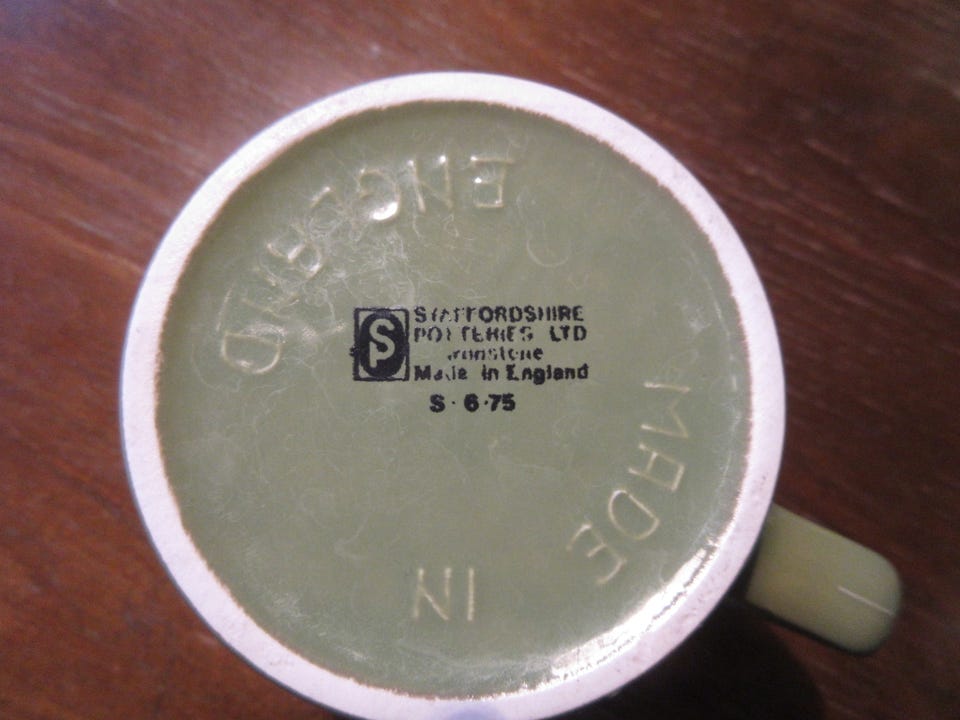 SP
STAFFORDSHIRE
POTTERIES LTD
Ironstone
Made in England
S·6·75
MADE IN ENGLAND